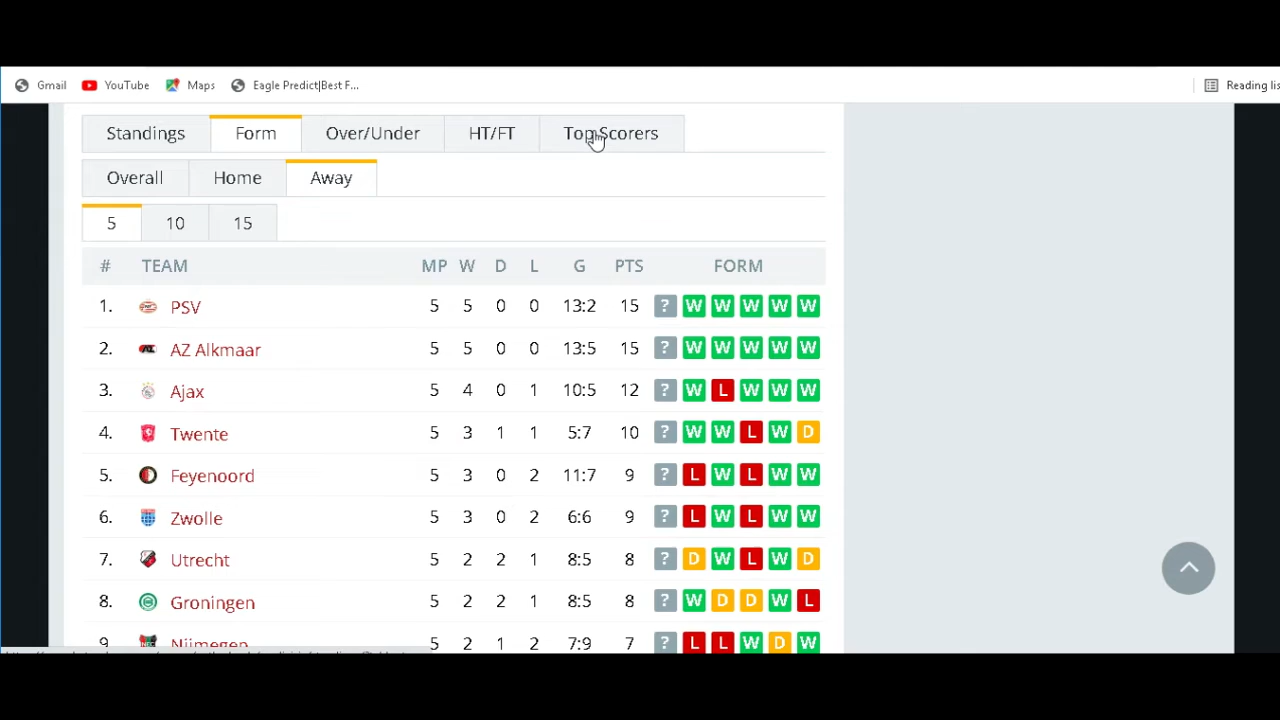 Gmail YouTube Maps Eagle Predict|Best F... Reading lis
Standings Form Over/Under HT/FT Top Scorers
Overall Home Away
5 10 15
# TEAM MP W D L G PTS FORM
1. PSV 5 5 0 0 13:2 15 ? W W W W W
2. AZ Alkmaar 5 5 0 0 13:5 15 ? W W W W W
3. Ajax 5 4 0 1 10:5 12 ? W L W W W
4. Twente 5 3 1 1 5:7 10 ? W W L W D
5. Feyenoord 5 3 0 2 11:7 9 ? L W L W W
6. Zwolle 5 3 0 2 6:6 9 ? L W L W W
7. Utrecht 5 2 2 1 8:5 8 ? D W L W D
8. Groningen 5 2 2 1 8:5 8 ? W D D W L
9. Nijmegen 5 2 1 2 7:9 7 ? L L W D W